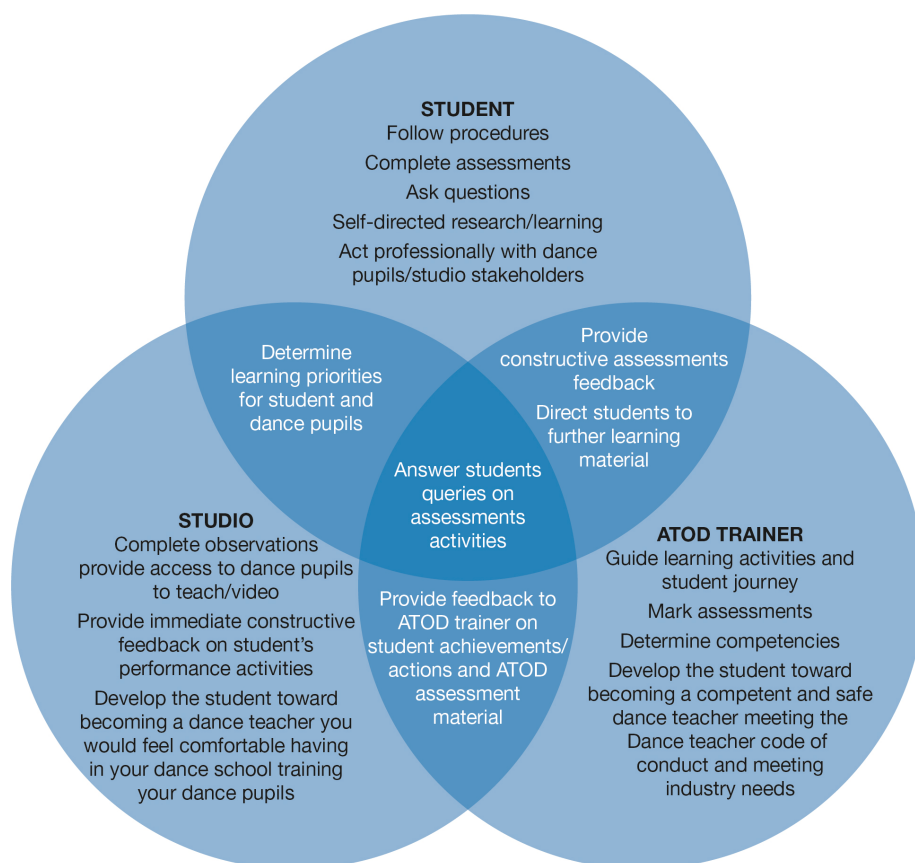 STUDENT
Follow procedures
Complete assessments
Ask questions
Self-directed research/learning
Act professionally with dance
pupils/studio stakeholders
Determine
learning priorities
for student and
dance pupils
Provide
constructive assessments
feedback
Direct students to
further learning
material
Answer students
queries on
assessments
activities
STUDIO
Complete observations
provide access to dance pupils
to teach/video
Provide immediate constructive
feedback on student’s
performance activities
Develop the student toward
becoming a dance teacher you
would feel comfortable having
in your dance school training
your dance pupils
Provide feedback to
ATOD trainer on
student achievements/
actions and ATOD
assessment
material
ATOD TRAINER
Guide learning activities and
student journey
Mark assessments
Determine competencies
Develop the student toward
becoming a competent and safe
dance teacher meeting the
Dance teacher code of
conduct and meeting
industry needs